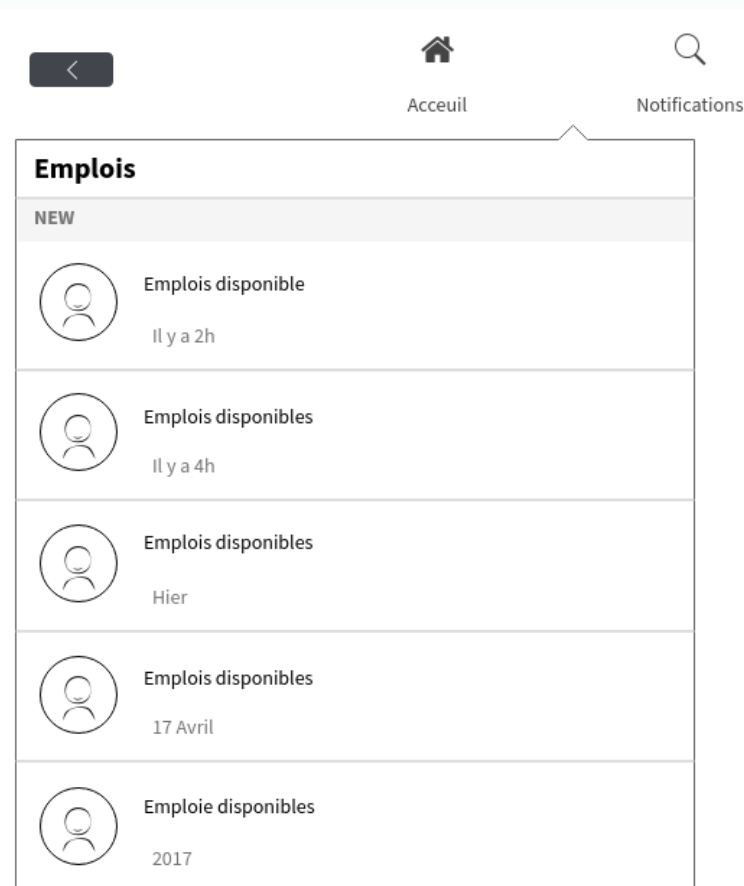 Acceuil
Notifications
Emplois
NEW
Emplois disponible
Il y a 2h
Emplois disponibles
Il y a 4h
Emplois disponibles
Hier
Emplois disponibles
17 Avril
Emploie disponibles
2017